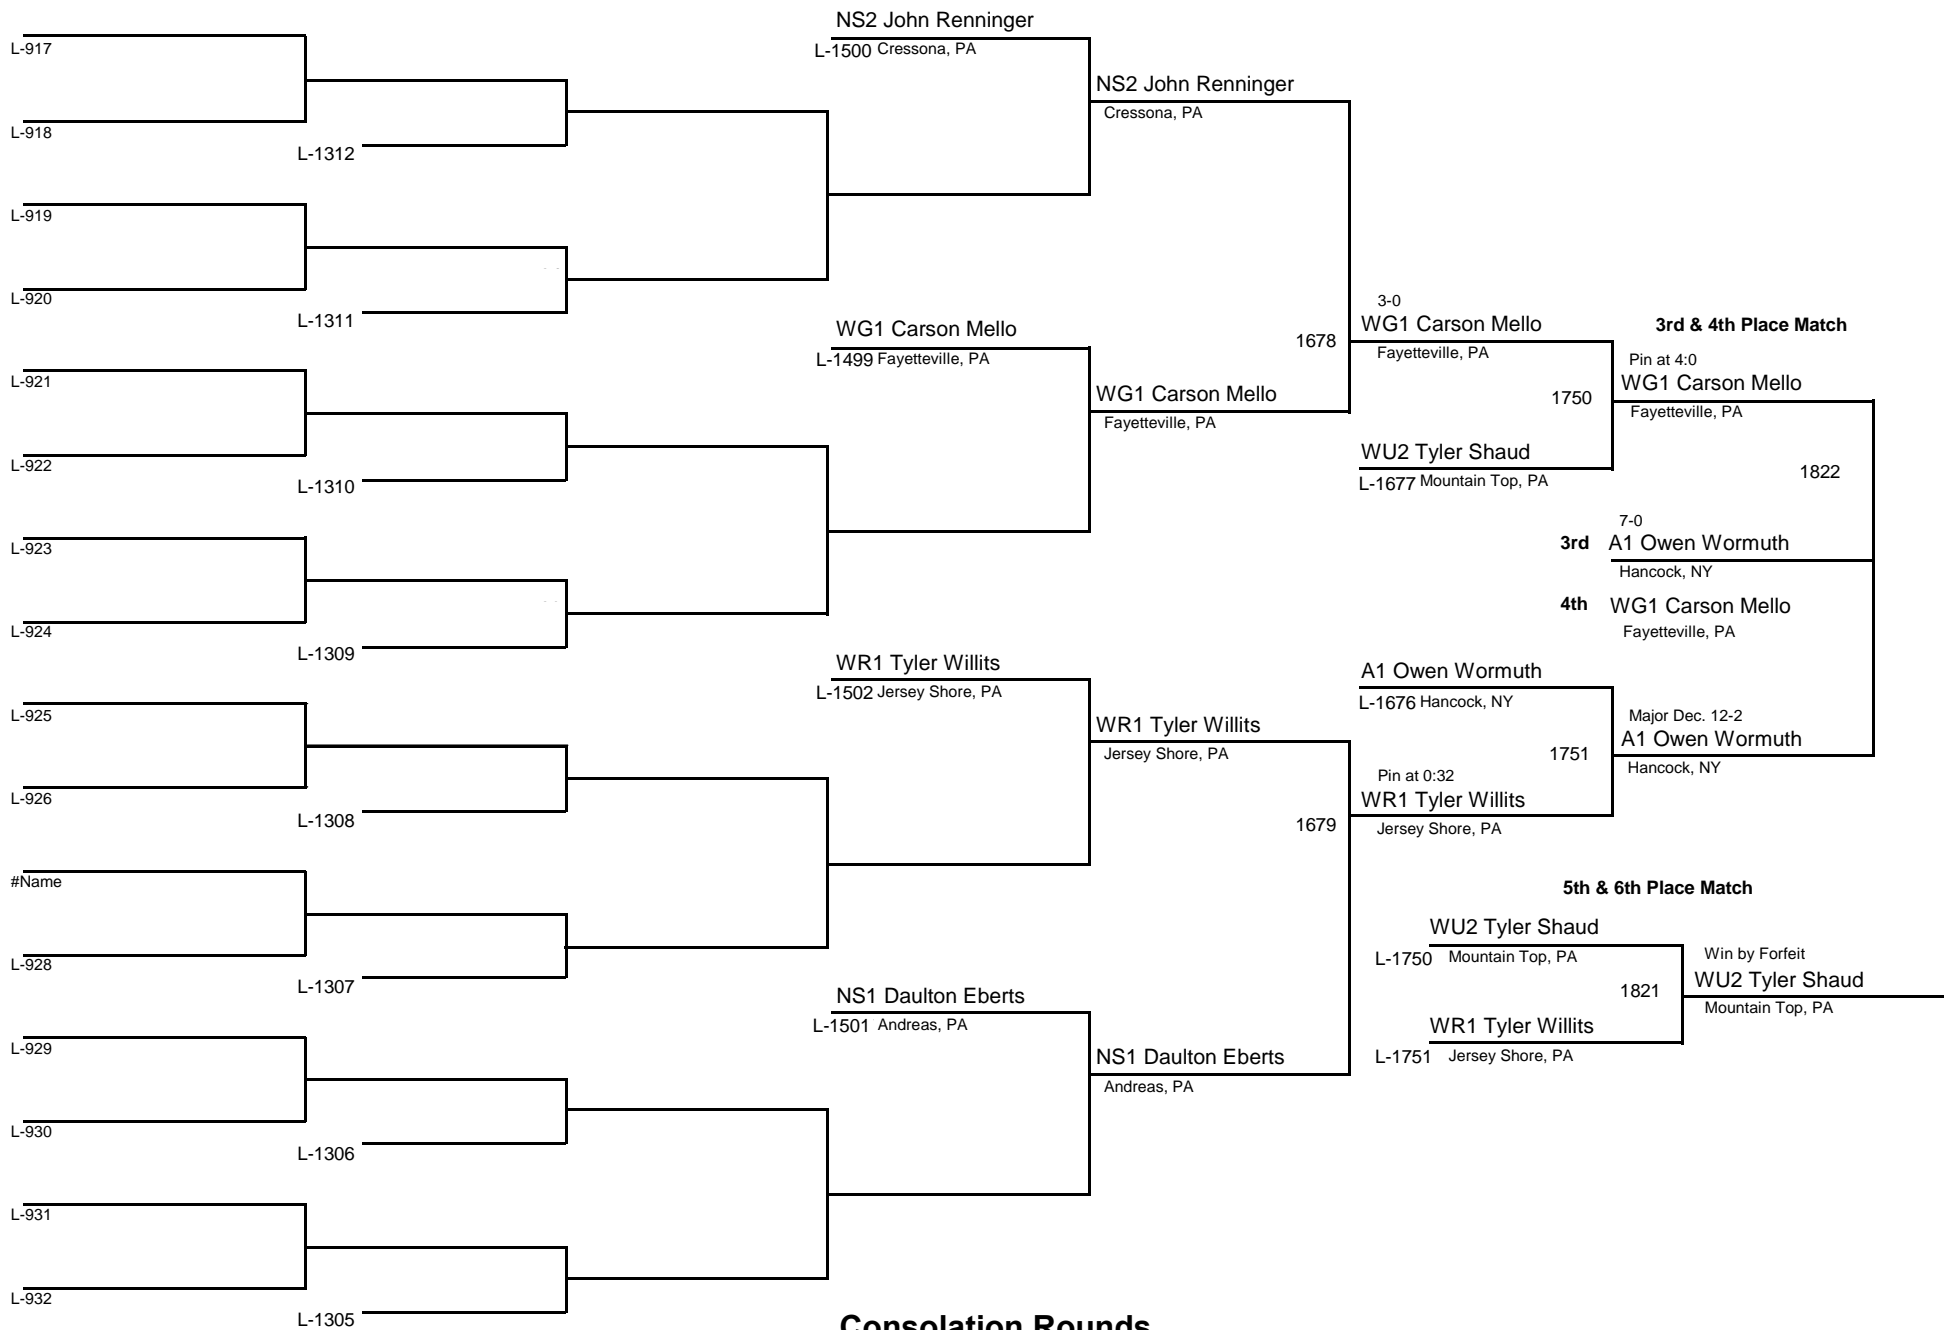 L-917
L-918
L-1312
L-919
L-920
L-1311
L-921
L-922
L-1310
L-923
L-924
L-1309
L-925
L-926
L-1308
#Name
L-928
L-1307
L-929
L-930
L-1306
L-931
L-932
L-1305
NS2 John Renninger
L-1500 Cressona, PA
WG1 Carson Mello
L-1499 Fayetteville, PA
WR1 Tyler Willits
L-1502 Jersey Shore, PA
NS1 Daulton Eberts
L-1501 Andreas, PA
NS2 John Renninger
Cressona, PA
1678
WG1 Carson Mello
Fayetteville, PA
WR1 Tyler Willits
Jersey Shore, PA
1679
NS1 Daulton Eberts
Andreas, PA
3-0
WG1 Carson Mello
Fayetteville, PA
1750
WU2 Tyler Shaud
L-1677 Mountain Top, PA
A1 Owen Wormuth
L-1676 Hancock, NY
1751
Pin at 0:32
WR1 Tyler Willits
Jersey Shore, PA
3rd & 4th Place Match
Pin at 4:0
WG1 Carson Mello
Fayetteville, PA
1822
7-0
3rd A1 Owen Wormuth
Hancock, NY
4th WG1 Carson Mello
Fayetteville, PA
Major Dec. 12-2
A1 Owen Wormuth
Hancock, NY
5th & 6th Place Match
WU2 Tyler Shaud
L-1750 Mountain Top, PA
1821
WR1 Tyler Willits
L-1751 Jersey Shore, PA
Win by Forfeit
WU2 Tyler Shaud
Mountain Top, PA
Consolation Rounds